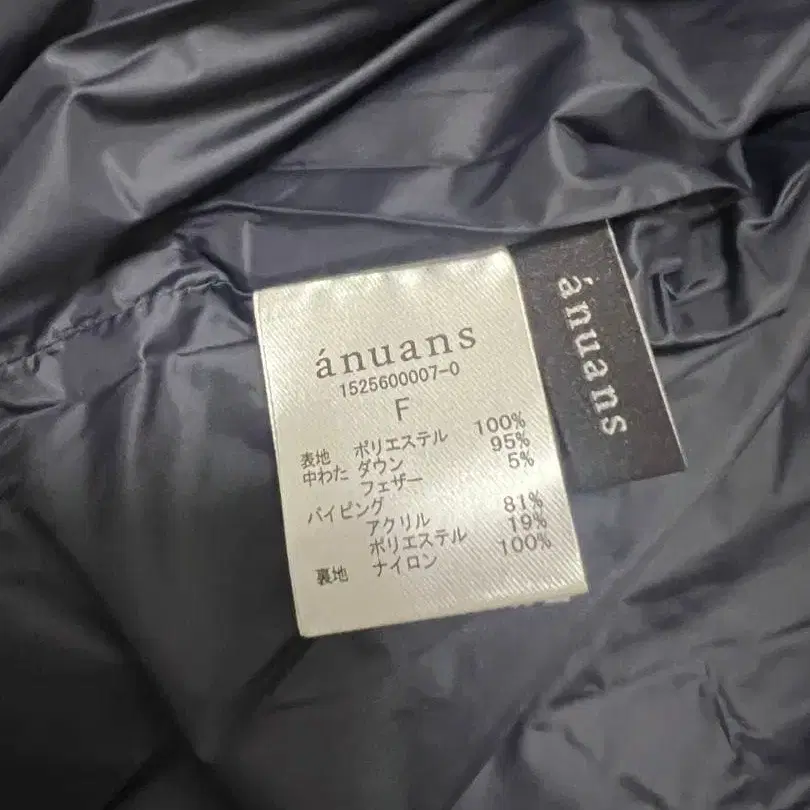 ánuans
1525600007-0
F
表地 ポリエステル 100%
中わた ダウン 95%
フェザー 5%
パイピング
アクリル 81%
ポリエステル 19%
裏地 ナイロン 100%
ánuans